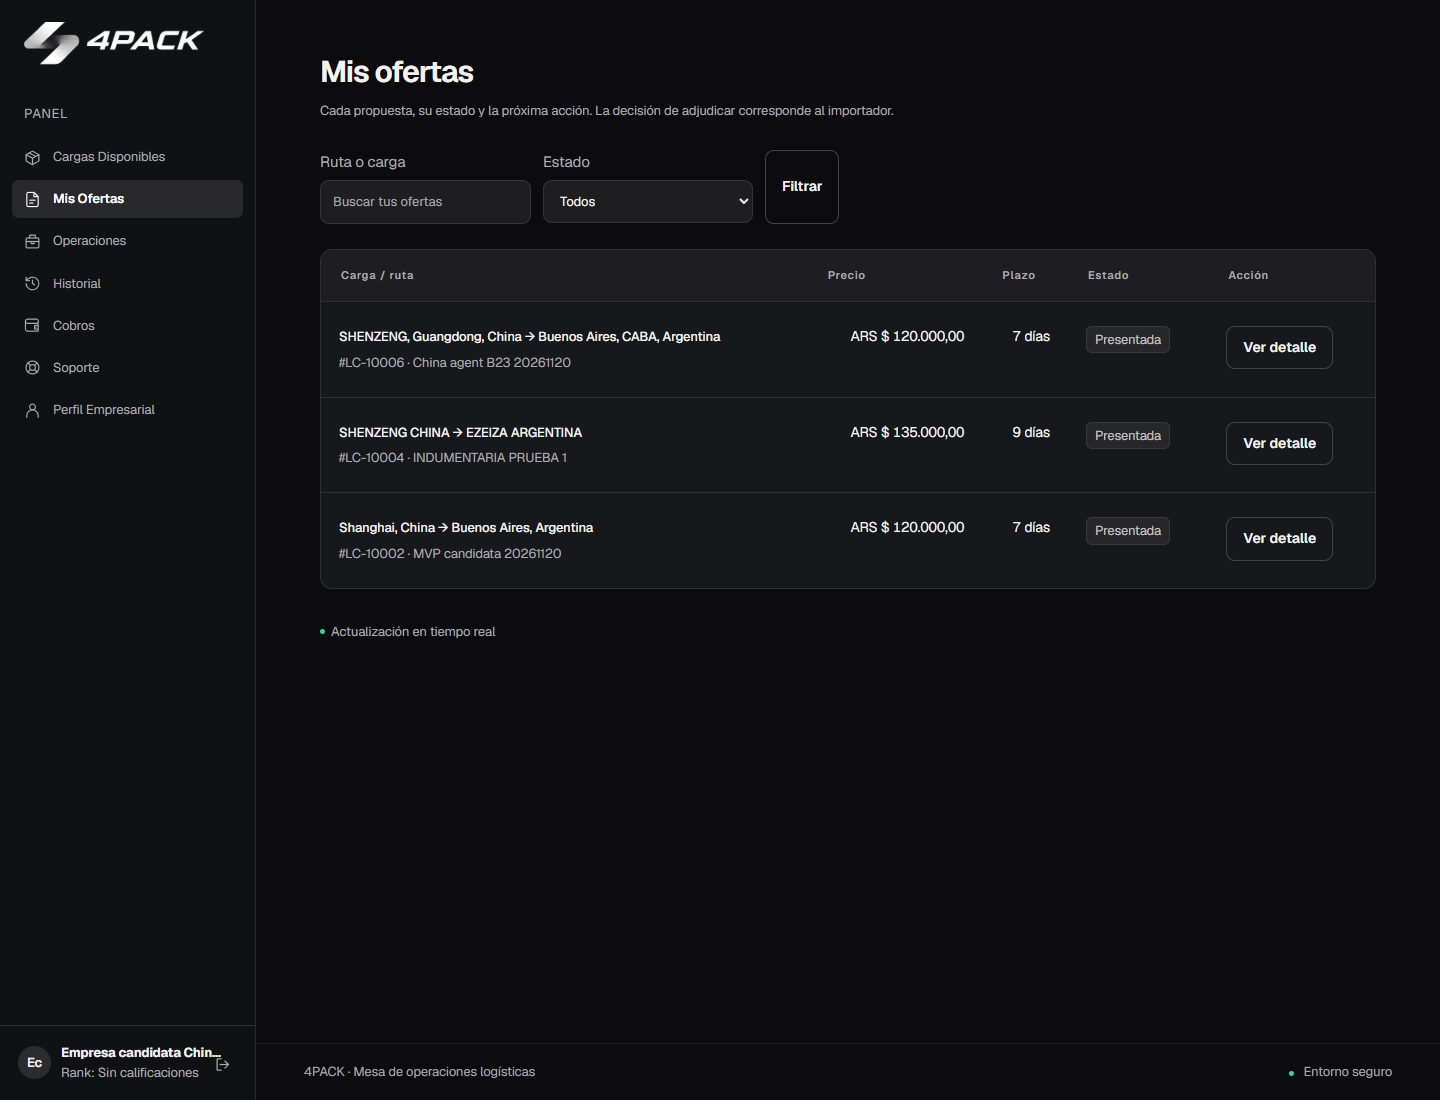 4PACK
PANEL
Cargas Disponibles
Mis Ofertas
Operaciones
Historial
Cobros
Soporte
Perfil Empresarial
Empresa candidata Chin...
Rank: Sin calificaciones
Ec
Mis ofertas
Cada propuesta, su estado y la próxima acción. La decisión de adjudicar corresponde al importador.
Ruta o carga
Estado
Buscar tus ofertas
Todos
Filtrar
Carga / ruta Precio Plazo Estado Acción
SHENZENG, Guangdong, China → Buenos Aires, CABA, Argentina ARS $ 120.000,00 7 días Presentada Ver detalle
#LC-10006 · China agent B23 20261120
SHENZENG CHINA → EZEIZA ARGENTINA ARS $ 135.000,00 9 días Presentada Ver detalle
#LC-10004 · INDUMENTARIA PRUEBA 1
Shanghai, China → Buenos Aires, Argentina ARS $ 120.000,00 7 días Presentada Ver detalle
#LC-10002 · MVP candidata 20261120
Actualización en tiempo real
4PACK · Mesa de operaciones logísticas
Entorno seguro